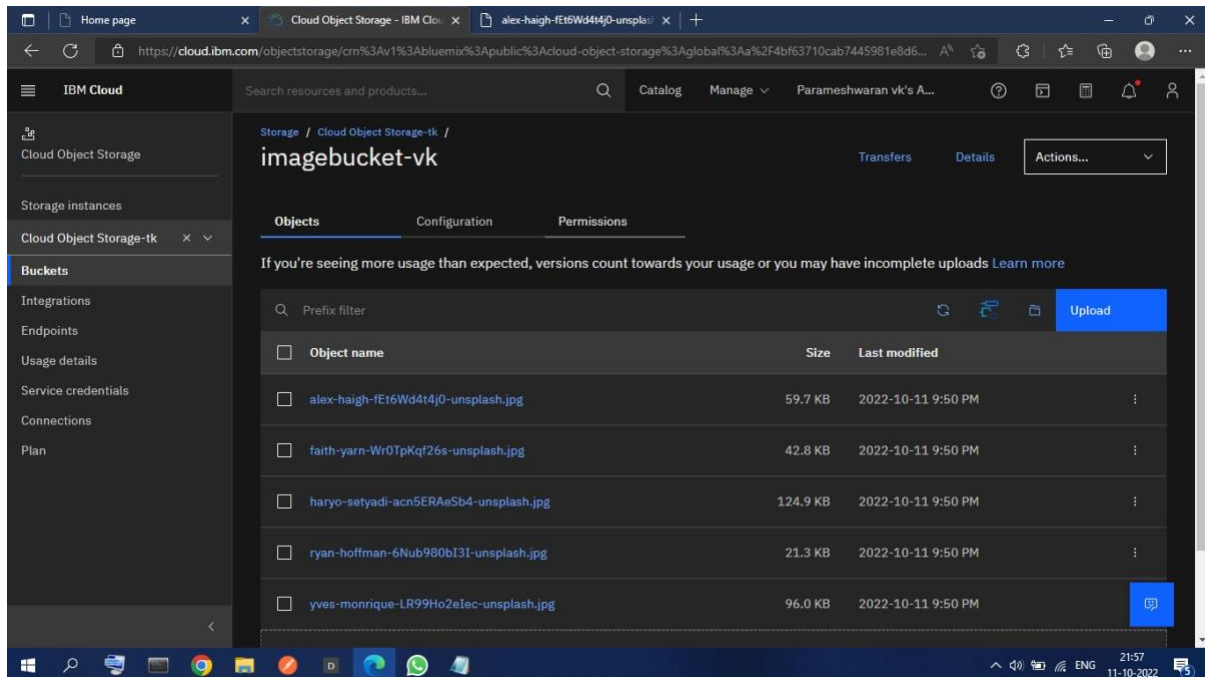 Home page
Cloud Object Storage - IBM Clou
alex-haigh-fEt6Wd4t4j0-unsplas
https://cloud.ibm.com/objectstorage/crn%3Av1%3Abluemix%3Apublic%3Acloud-object-storage%3Aglobal%3Aa%2F4bf63710cab7445981e8d6...
IBM Cloud
Search resources and products...
Catalog
Manage
Parameshwaran vk's A...
Cloud Object Storage
Storage instances
Cloud Object Storage-tk
Buckets
Integrations
Endpoints
Usage details
Service credentials
Connections
Plan
Storage / Cloud Object Storage-tk /
imagebucket-vk
Transfers
Details
Actions...
Objects
Configuration
Permissions
If you're seeing more usage than expected, versions count towards your usage or you may have incomplete uploads Learn more
Prefix filter
Upload
Object name Size Last modified
alex-haigh-fEt6Wd4t4j0-unsplash.jpg 59.7 KB 2022-10-11 9:50 PM
faith-yarn-Wr0TpKqf26s-unsplash.jpg 42.8 KB 2022-10-11 9:50 PM
haryo-setyadi-acn5ERAeSb4-unsplash.jpg 124.9 KB 2022-10-11 9:50 PM
ryan-hoffman-6Nub980bI3I-unsplash.jpg 21.3 KB 2022-10-11 9:50 PM
yves-monrique-LR99Ho2eIec-unsplash.jpg 96.0 KB 2022-10-11 9:50 PM
D
ENG
21:57
11-10-2022
5